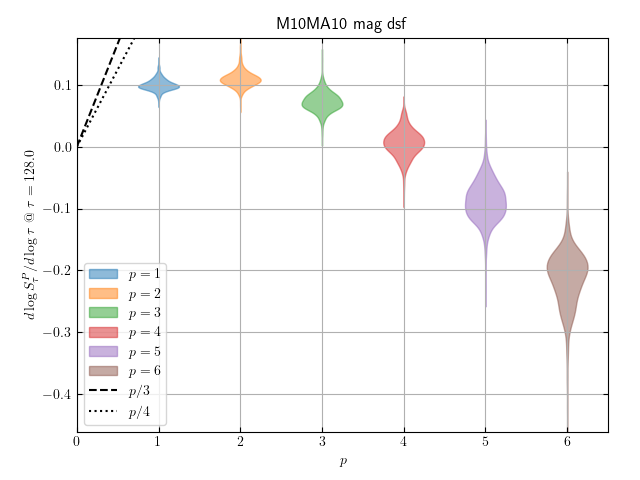 M10MA10 mag dsf
d log S_τ^P / d log τ @ τ = 128.0
0.1
0.0
−0.1
−0.2
−0.3
−0.4
p = 1
p = 2
p = 3
p = 4
p = 5
p = 6
p/3
p/4
0 1 2 3 4 5 6
p